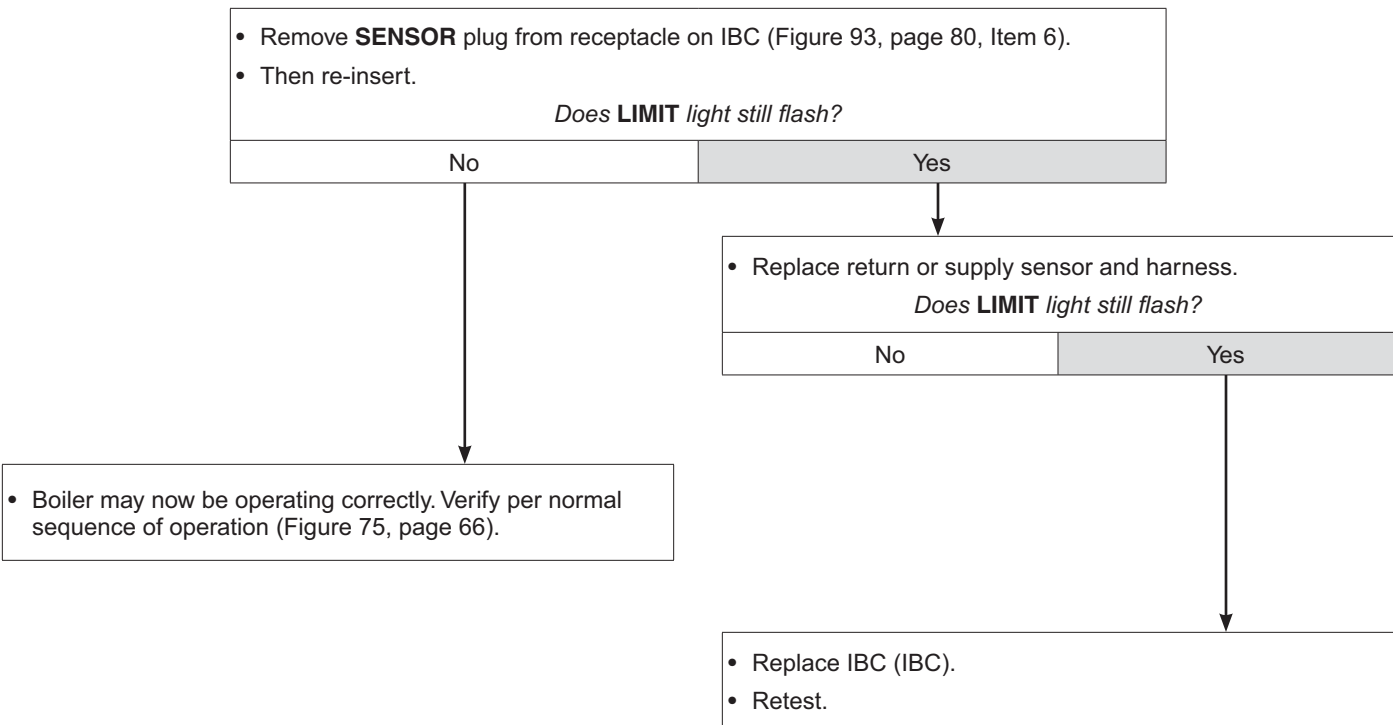 • Remove SENSOR plug from receptacle on IBC (Figure 93, page 80, Item 6).
• Then re-insert.
Does LIMIT light still flash?
No
Yes
• Replace return or supply sensor and harness.
Does LIMIT light still flash?
No
Yes
• Boiler may now be operating correctly. Verify per normal
sequence of operation (Figure 75, page 66).
• Replace IBC (IBC).
• Retest.